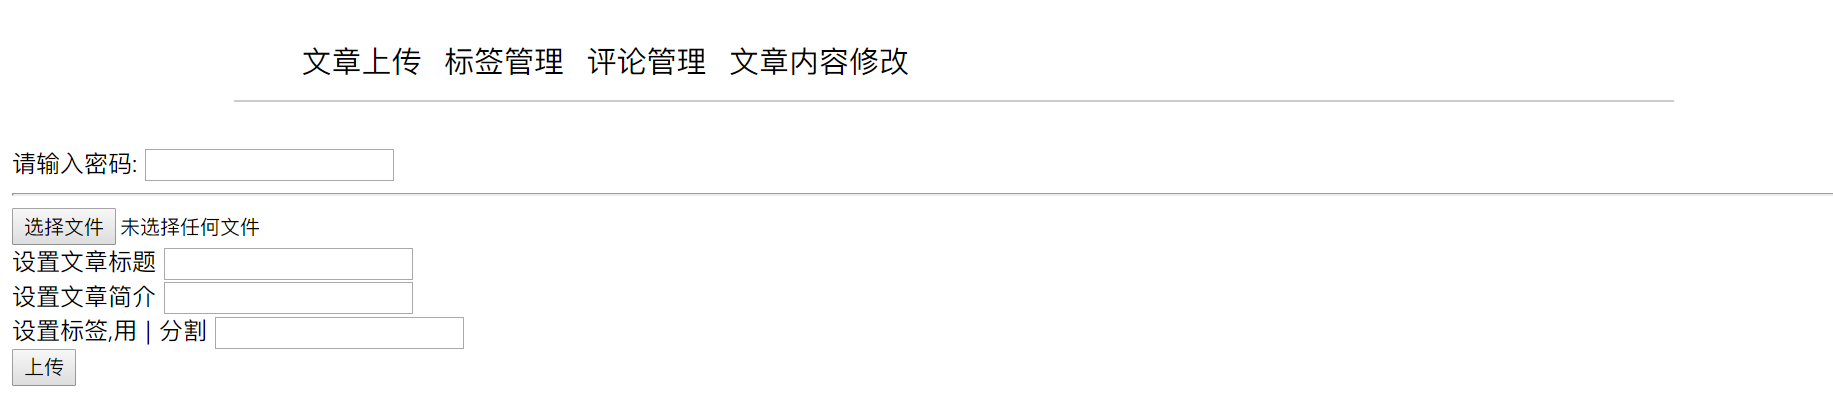 文章上传 标签管理 评论管理 文章内容修改
请输入密码:
选择文件 未选择任何文件
设置文章标题
设置文章简介
设置标签,用 | 分割
上传